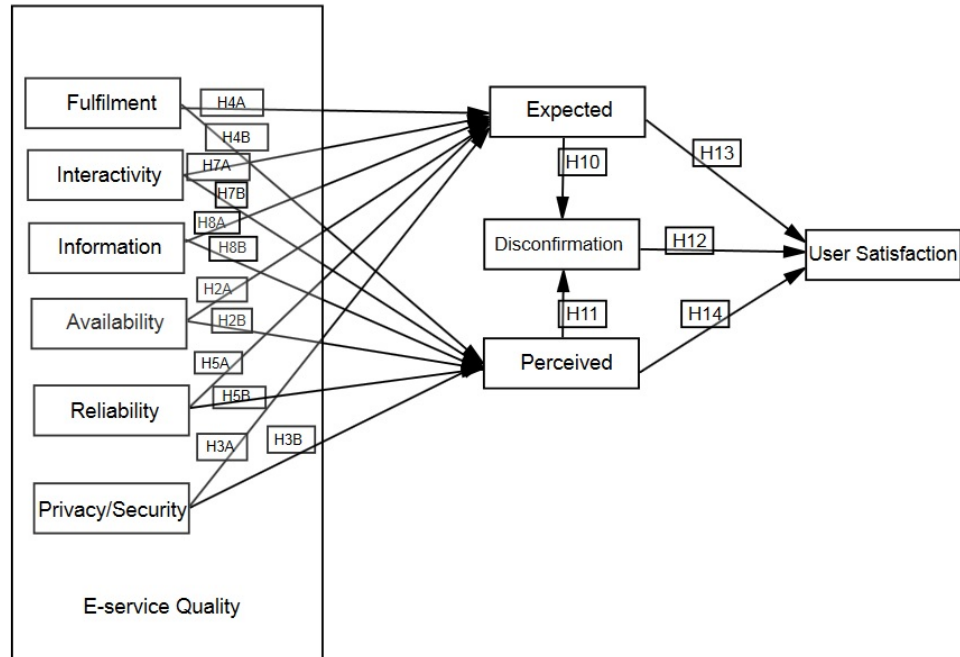 Fulfilment
H4A
H4B
Interactivity
H7A
H7B
Information
H8A
H8B
Availability
H2A
H2B
Reliability
H5A
H5B
Privacy/Security
H3A
H3B
E-service Quality
Expected
H10
H13
Disconfirmation
H12
User Satisfaction
H11
H14
Perceived